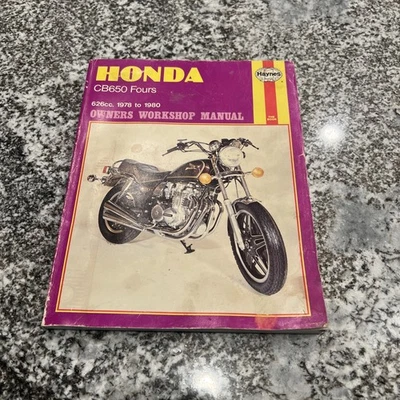 HONDA
CB650 Fours
626cc. 1978 to 1980
OWNERS WORKSHOP MANUAL
Haynes